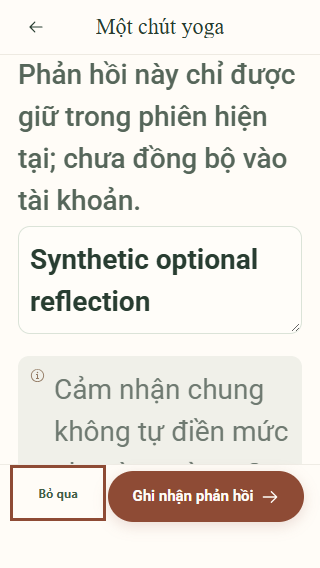 Một chút yoga
Phản hồi này chỉ được
giữ trong phiên hiện
tại; chưa đồng bộ vào
tài khoản.
Synthetic optional
reflection
Cảm nhận chung
không tự điền mức
Bỏ qua
Ghi nhận phản hồi